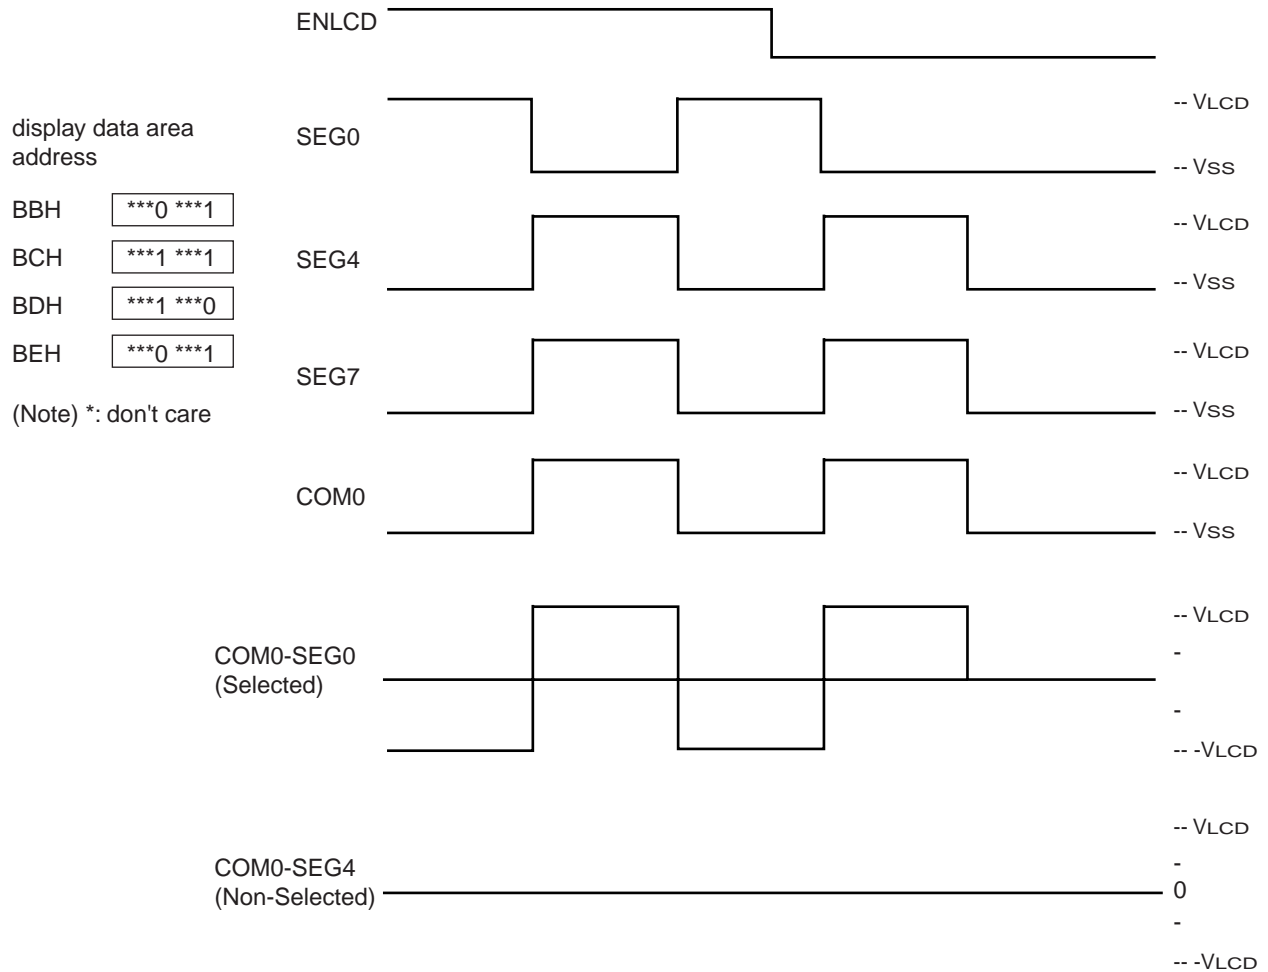 ENLCD
-- VLCD
SEG0
-- VSS
display data area
address
BBH ***0 ***1
BCH ***1 ***1
BDH ***1 ***0
BEH ***0 ***1
(Note) *: don't care
-- VLCD
SEG4
-- VSS
-- VLCD
SEG7
-- VSS
-- VLCD
COM0
-- VSS
-- VLCD
-
COM0-SEG0
(Selected)
-
-- -VLCD
-- VLCD
-
COM0-SEG4
(Non-Selected)
0
-
-- -VLCD